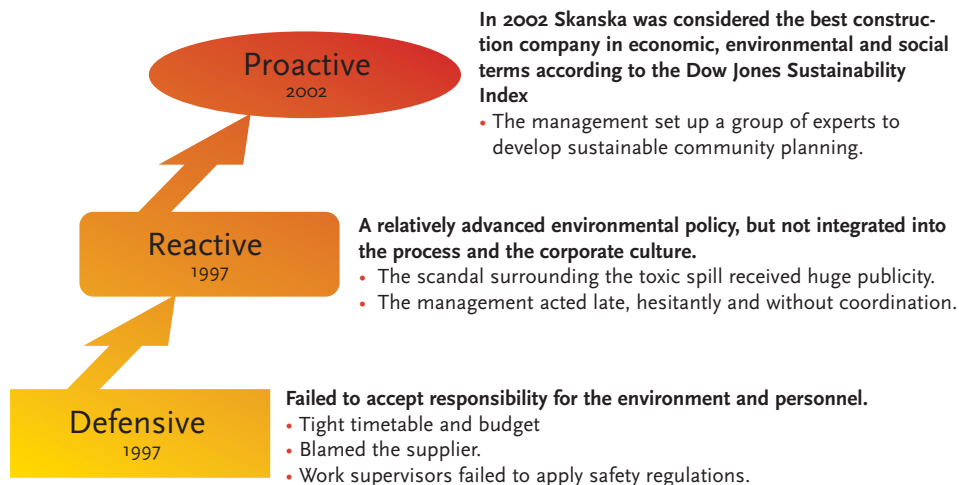 In 2002 Skanska was considered the best construc-
tion company in economic, environmental and social
terms according to the Dow Jones Sustainability
Index
• The management set up a group of experts to
develop sustainable community planning.
Proactive
2002
A relatively advanced environmental policy, but not integrated into
the process and the corporate culture.
• The scandal surrounding the toxic spill received huge publicity.
• The management acted late, hesitantly and without coordination.
Reactive
1997
Failed to accept responsibility for the environment and personnel.
• Tight timetable and budget
• Blamed the supplier.
• Work supervisors failed to apply safety regulations.
Defensive
1997